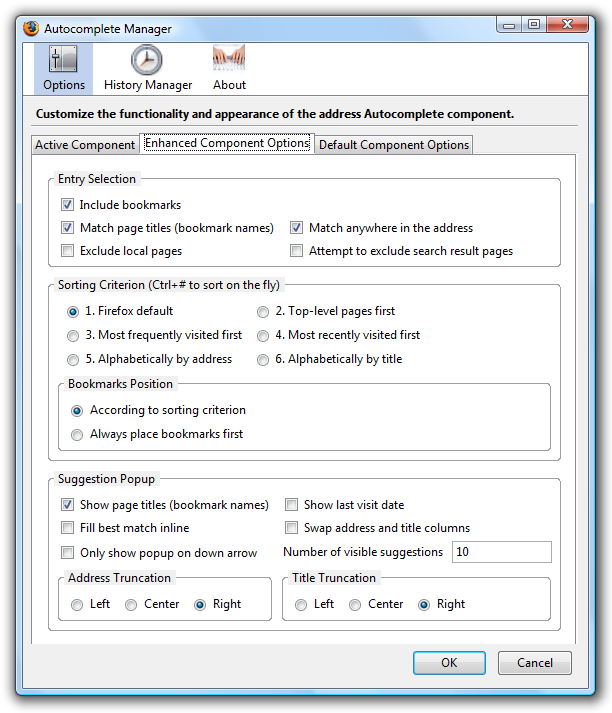 Autocomplete Manager
Options History Manager About
Customize the functionality and appearance of the address Autocomplete component.
Active Component Enhanced Component Options Default Component Options
Entry Selection
Include bookmarks
Match page titles (bookmark names) Match anywhere in the address
Exclude local pages Attempt to exclude search result pages
Sorting Criterion (Ctrl+# to sort on the fly)
1. Firefox default 2. Top-level pages first
3. Most frequently visited first 4. Most recently visited first
5. Alphabetically by address 6. Alphabetically by title
Bookmarks Position
According to sorting criterion
Always place bookmarks first
Suggestion Popup
Show page titles (bookmark names) Show last visit date
Fill best match inline Swap address and title columns
Only show popup on down arrow Number of visible suggestions 10
Address Truncation Title Truncation
Left Center Right Left Center Right
OK Cancel